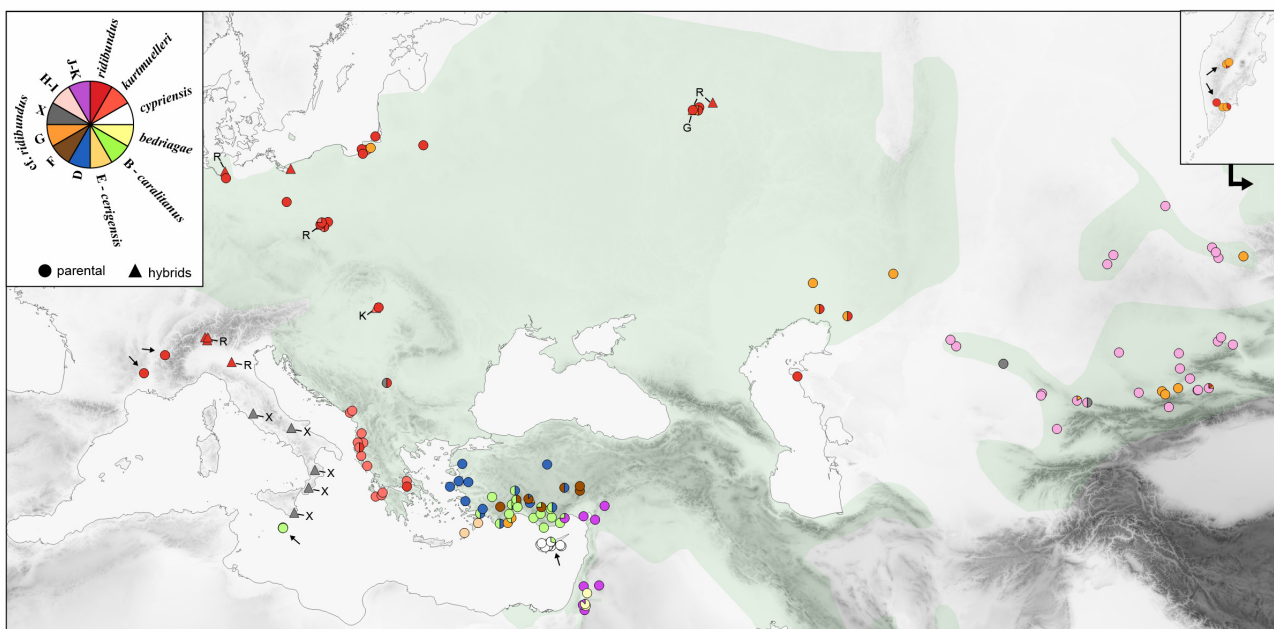 ridibundus
kurtmuelleri
cypriensis
bedriagae
B - caralitanus
E - cerigensis
D
F
G
cf. ridibundus
X
H-I
J-K
parental
hybrids
R
G
R
R
K
R
R
X
X
X
X
X